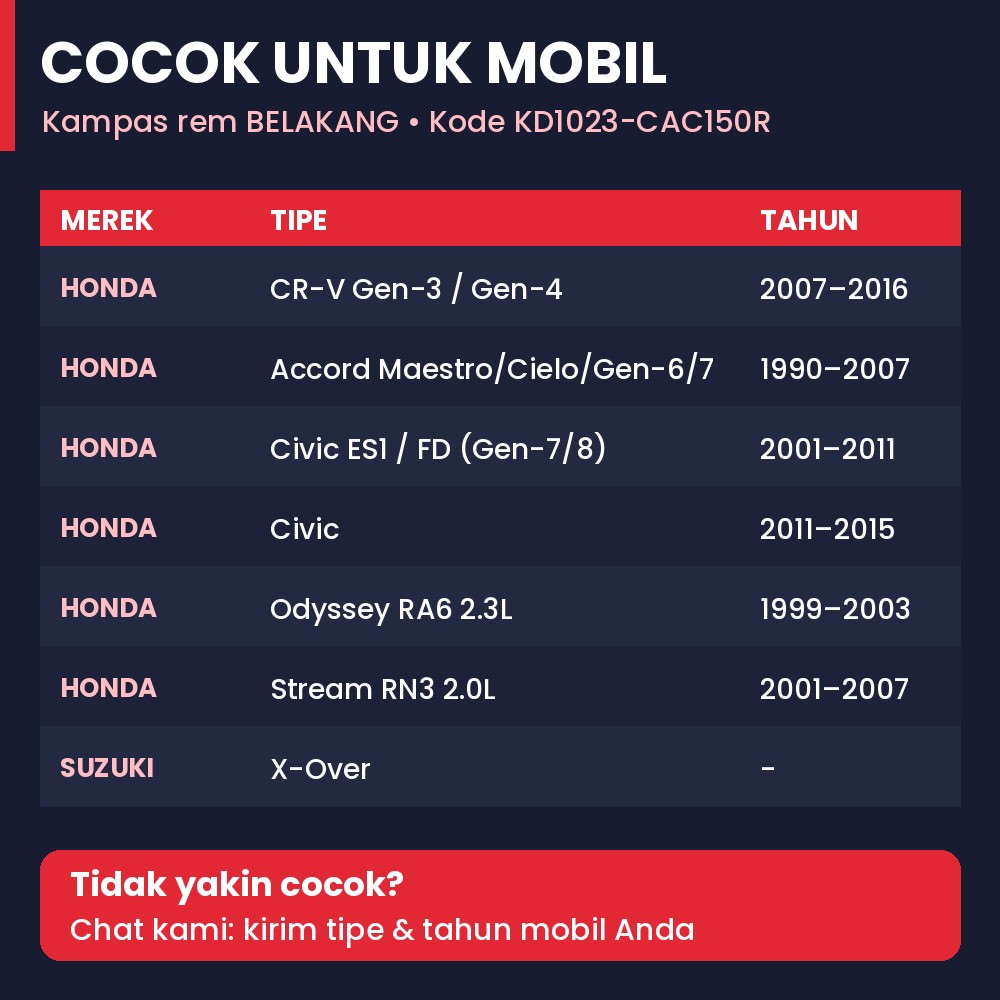 COCOK UNTUK MOBIL
Kampas rem BELAKANG • Kode KD1023-CAC150R
MEREK TIPE TAHUN
HONDA CR-V Gen-3 / Gen-4 2007–2016
HONDA Accord Maestro/Cielo/Gen-6/7 1990–2007
HONDA Civic ES1 / FD (Gen-7/8) 2001–2011
HONDA Civic 2011–2015
HONDA Odyssey RA6 2.3L 1999–2003
HONDA Stream RN3 2.0L 2001–2007
SUZUKI X-Over -
Tidak yakin cocok?
Chat kami: kirim tipe & tahun mobil Anda